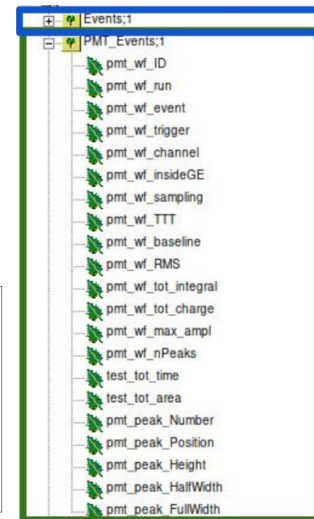 Events;1
PMT_Events;1
pmt_wf_ID
pmt_wf_run
pmt_wf_event
pmt_wf_trigger
pmt_wf_channel
pmt_wf_insideGE
pmt_wf_sampling
pmt_wf_TTT
pmt_wf_baseline
pmt_wf_RMS
pmt_wf_tot_integral
pmt_wf_tot_charge
pmt_wf_max_ampl
pmt_wf_nPeaks
test_tot_time
test_tot_area
pmt_peak_Number
pmt_peak_Position
pmt_peak_Height
pmt_peak_HalfWidth
pmt_peak_FullWidth